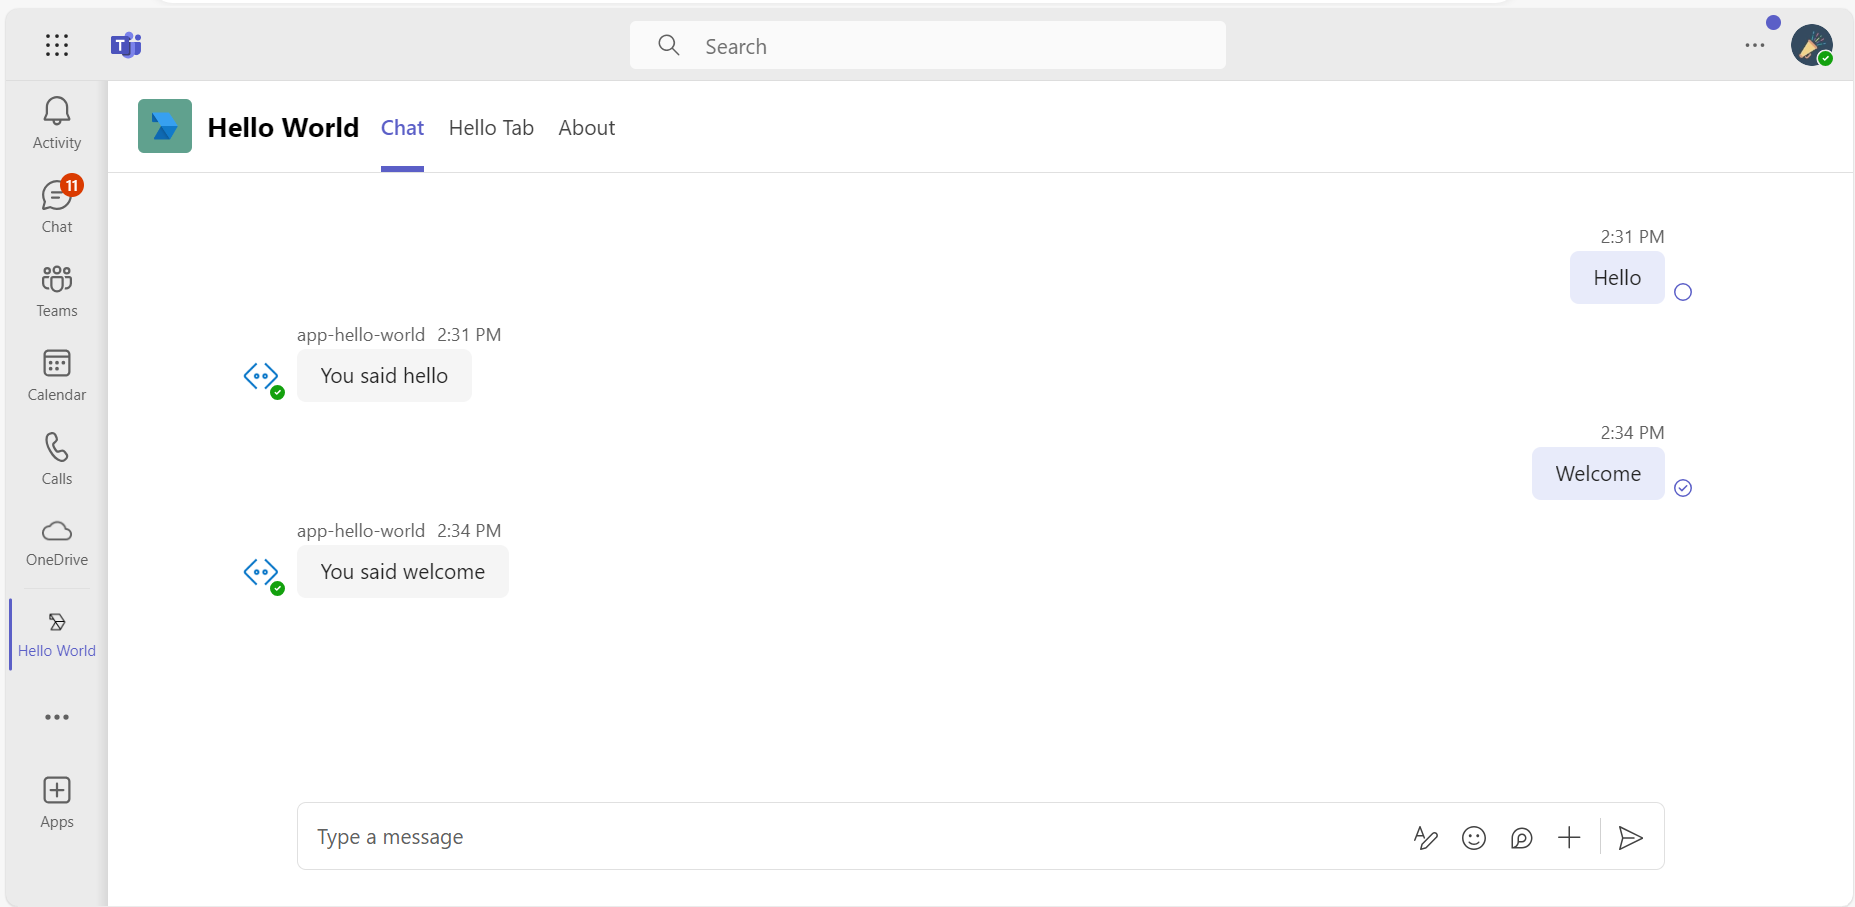 T
Search
Activity
11
Chat
Teams
Calendar
Calls
OneDrive
Hello World
Apps
Hello World Chat Hello Tab About
2:31 PM
Hello
app-hello-world 2:31 PM
You said hello
2:34 PM
Welcome
app-hello-world 2:34 PM
You said welcome
Type a message